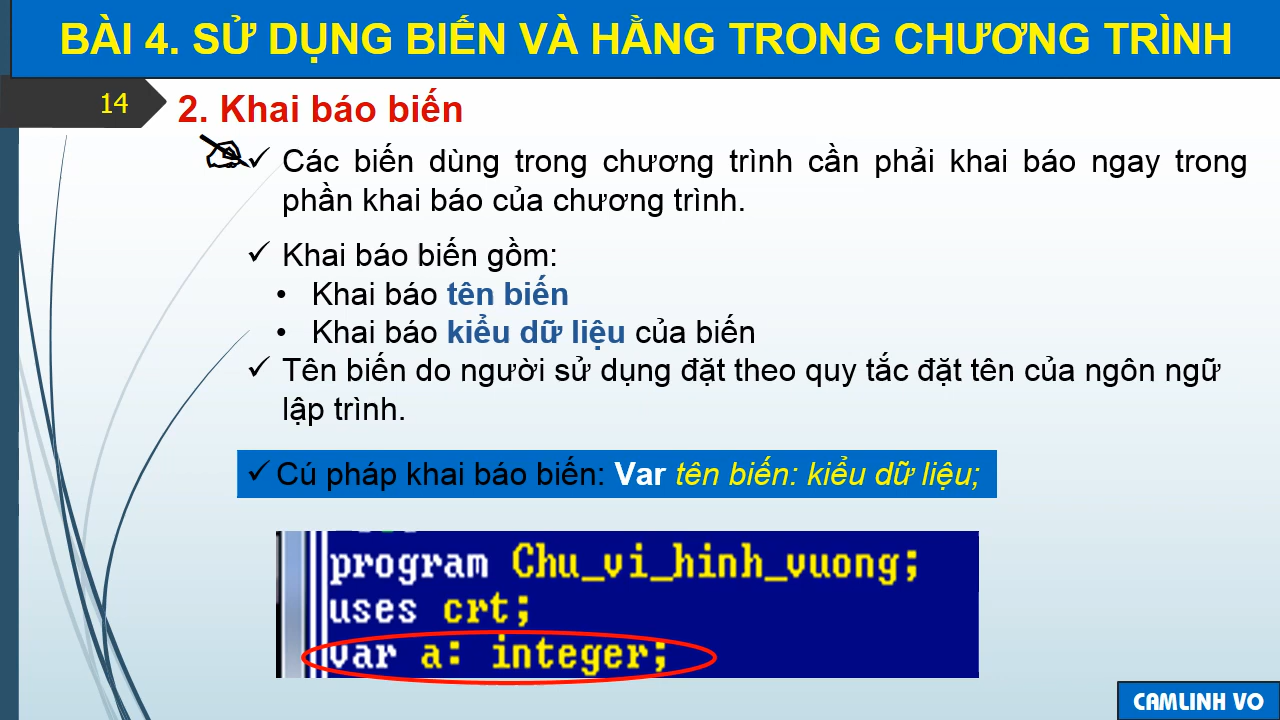 BÀI 4. SỬ DỤNG BIẾN VÀ HẰNG TRONG CHƯƠNG TRÌNH
14
2. Khai báo biến
✓ Các biến dùng trong chương trình cần phải khai báo ngay trong
phần khai báo của chương trình.
✓ Khai báo biến gồm:
• Khai báo tên biến
• Khai báo kiểu dữ liệu của biến
✓ Tên biến do người sử dụng đặt theo quy tắc đặt tên của ngôn ngữ
lập trình.
✓ Cú pháp khai báo biến: Var tên biến: kiểu dữ liệu;
program Chu_vi_hinh_vuong;
uses crt;
var a: integer;
CAMLINH VO